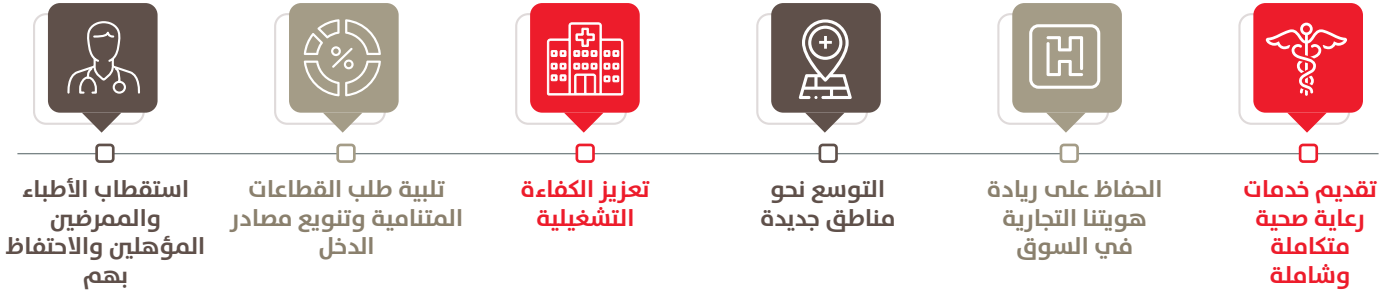 تقديم خدمات
رعاية صحية
متكاملة
وشاملة
الحفاظ على ريادة
هويتنا التجارية
في السوق
التوسع نحو
مناطق جديدة
تعزيز الكفاءة
التشغيلية
تلبية طلب القطاعات
المتنامية وتنويع مصادر
الدخل
استقطاب الأطباء
والممرضين
المؤهلين والاحتفاظ
بهم